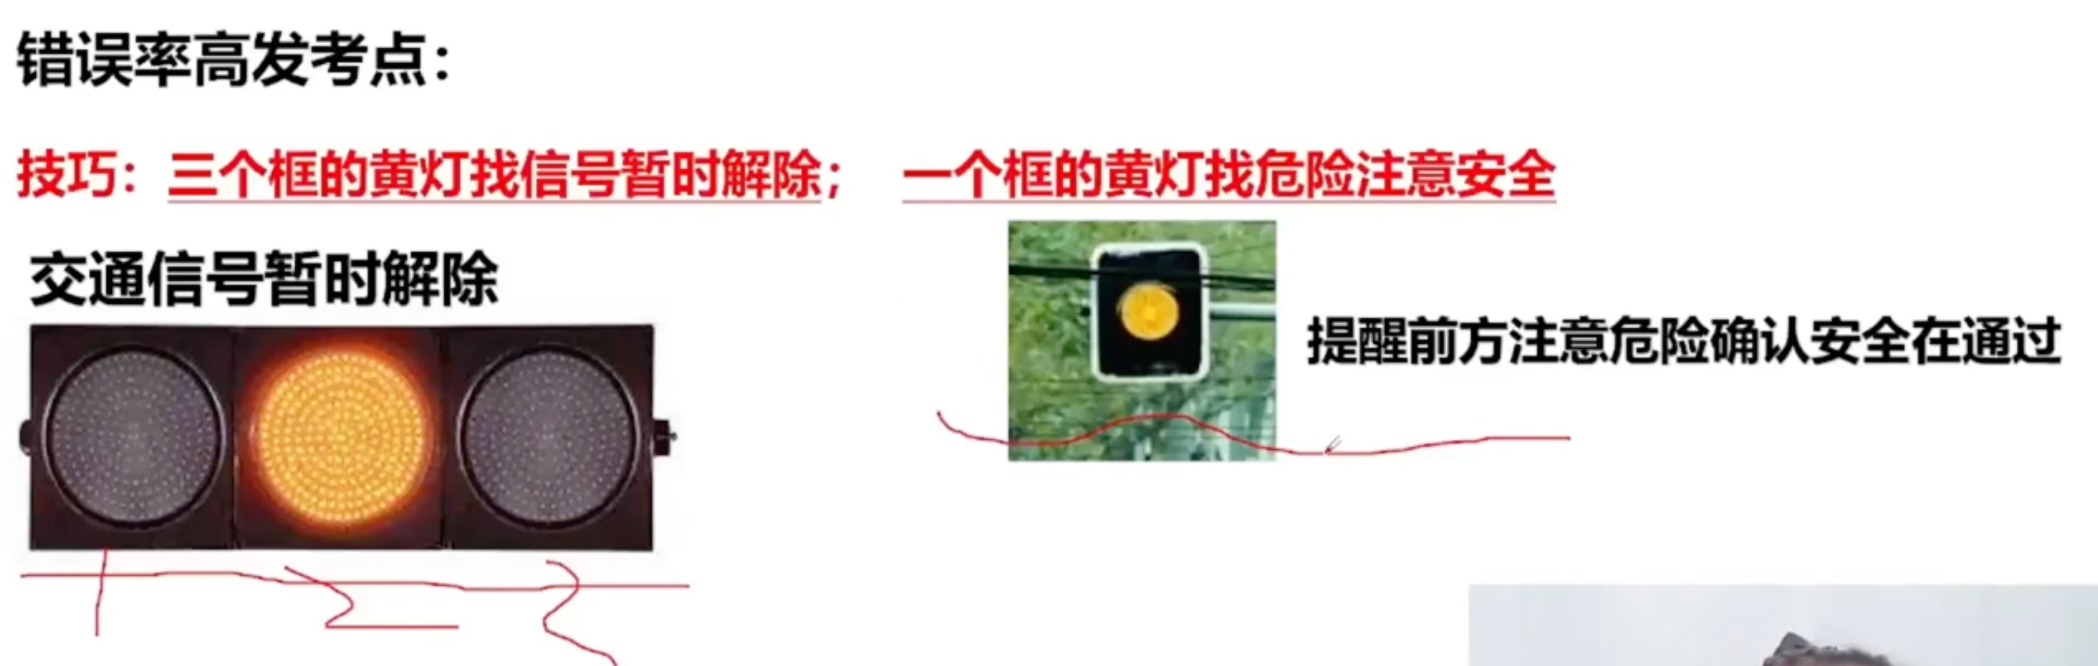 错误率高发考点：
技巧：三个框的黄灯找信号暂时解除； 一个框的黄灯找危险注意安全
交通信号暂时解除
提醒前方注意危险确认安全在通过
1 2 3